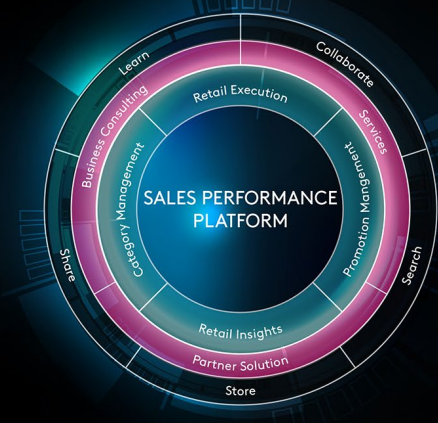 Learn
Collaborate
Business Consulting
Services
Retail Execution
Category Management
SALES PERFORMANCE
PLATFORM
Promotion Mangement
Share
Search
Retail Insights
Partner Solution
Store